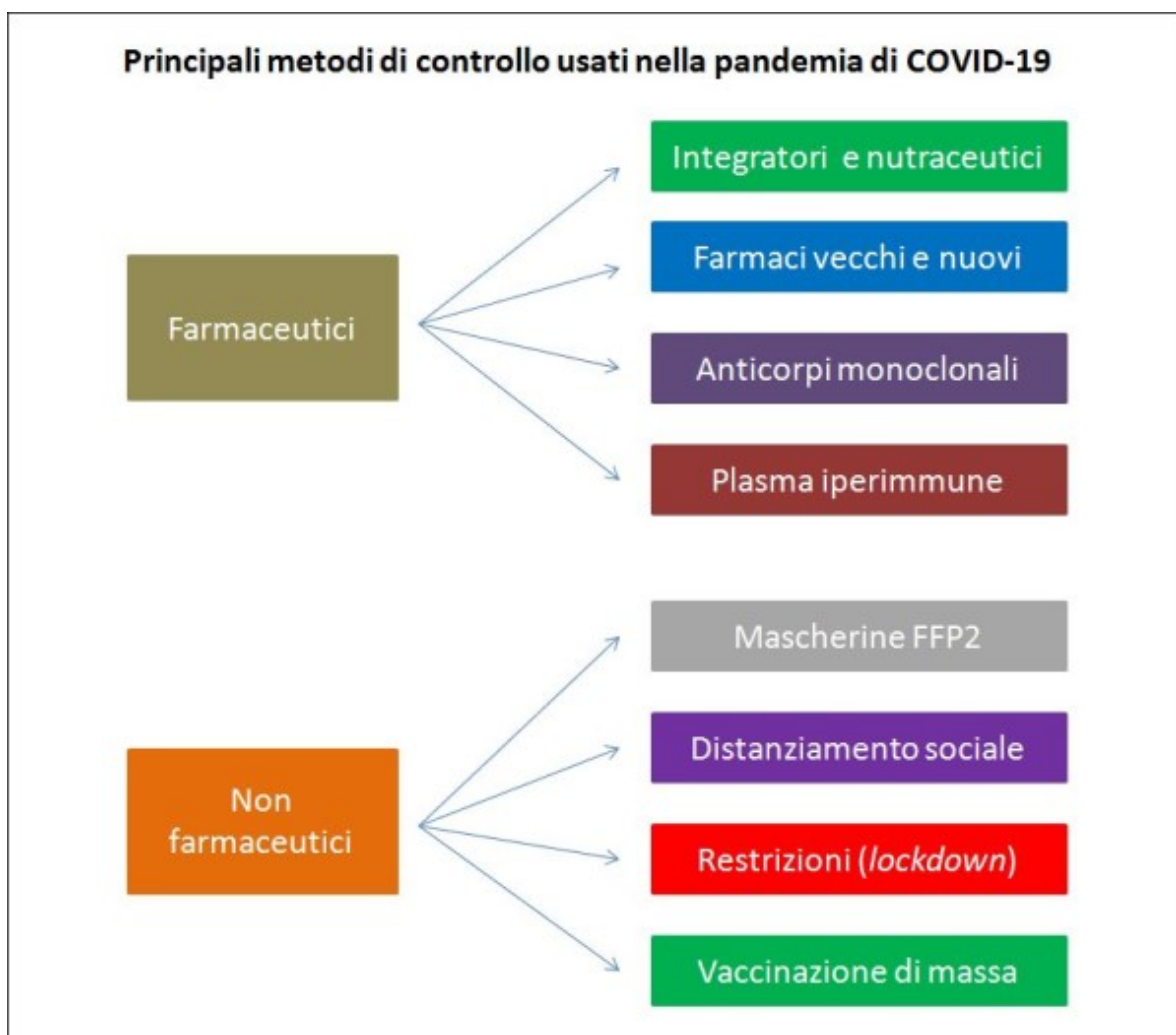 Principali metodi di controllo usati nella pandemia di COVID-19
Farmaceutici
Integratori e nutraceutici
Farmaci vecchi e nuovi
Anticorpi monoclonali
Plasma iperimmune
Non
farmaceutici
Mascherine FFP2
Distanziamento sociale
Restrizioni (lockdown)
Vaccinazione di massa